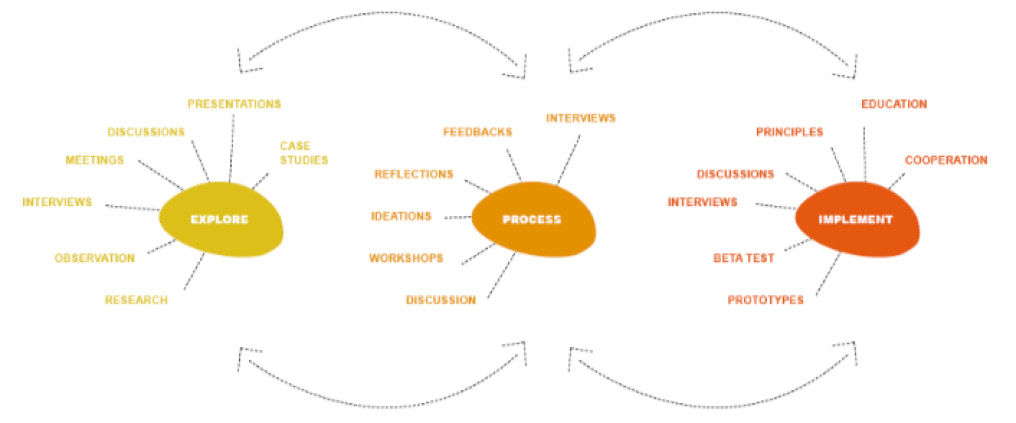 PRESENTATIONS
DISCUSSIONS
MEETINGS
CASE
STUDIES
INTERVIEWS
EXPLORE
OBSERVATION
RESEARCH
INTERVIEWS
FEEDBACKS
REFLECTIONS
IDEATIONS
PROCESS
WORKSHOPS
DISCUSSION
EDUCATION
PRINCIPLES
COOPERATION
DISCUSSIONS
INTERVIEWS
IMPLEMENT
BETA TEST
PROTOTYPES